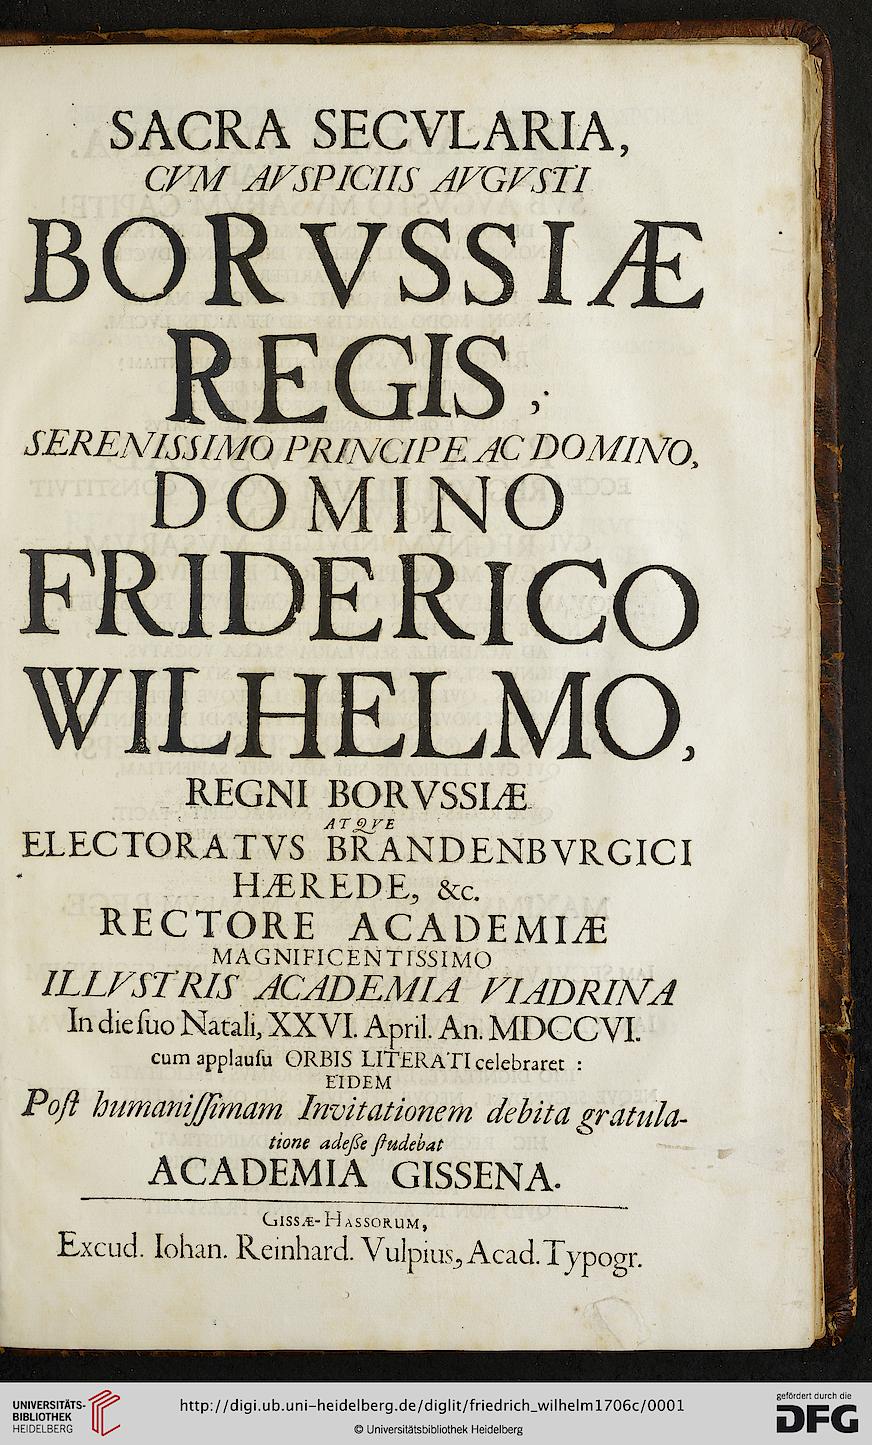 SACRA SECVLARIA,
CVM AVSPICIIS AVGVSTI
BORVSSIÆ
REGIS,
SERENISSIMO PRINCIPE AC DOMINO,
DOMINO
FRIDERICO
WILHELMO,
REGNI BORVSSIÆ
ATQVE
ELECTORATVS BRANDENBVRGICI
HÆREDE, &c.
RECTORE ACADEMIÆ
MAGNIFICENTISSIMO
ILLVSTRIS ACADEMIA VIADRINA
In die ſuo Natali, XXVI. April. An. MDCCVI.
cum applauſu ORBIS LITERATI celebraret :
EIDEM
Poſt humaniſſimam Invitationem debita gratula-
tione adeſse ſtudebat
ACADEMIA GISSENA.
GISSÆ-HASSORUM,
Excud. Iohan. Reinhard. Vulpius, Acad. Typogr.
UNIVERSITÄTS-
BIBLIOTHEK
HEIDELBERG
http://digi.ub.uni-heidelberg.de/diglit/friedrich_wilhelm1706c/0001
© Universitätsbibliothek Heidelberg
gefördert durch die
DFG